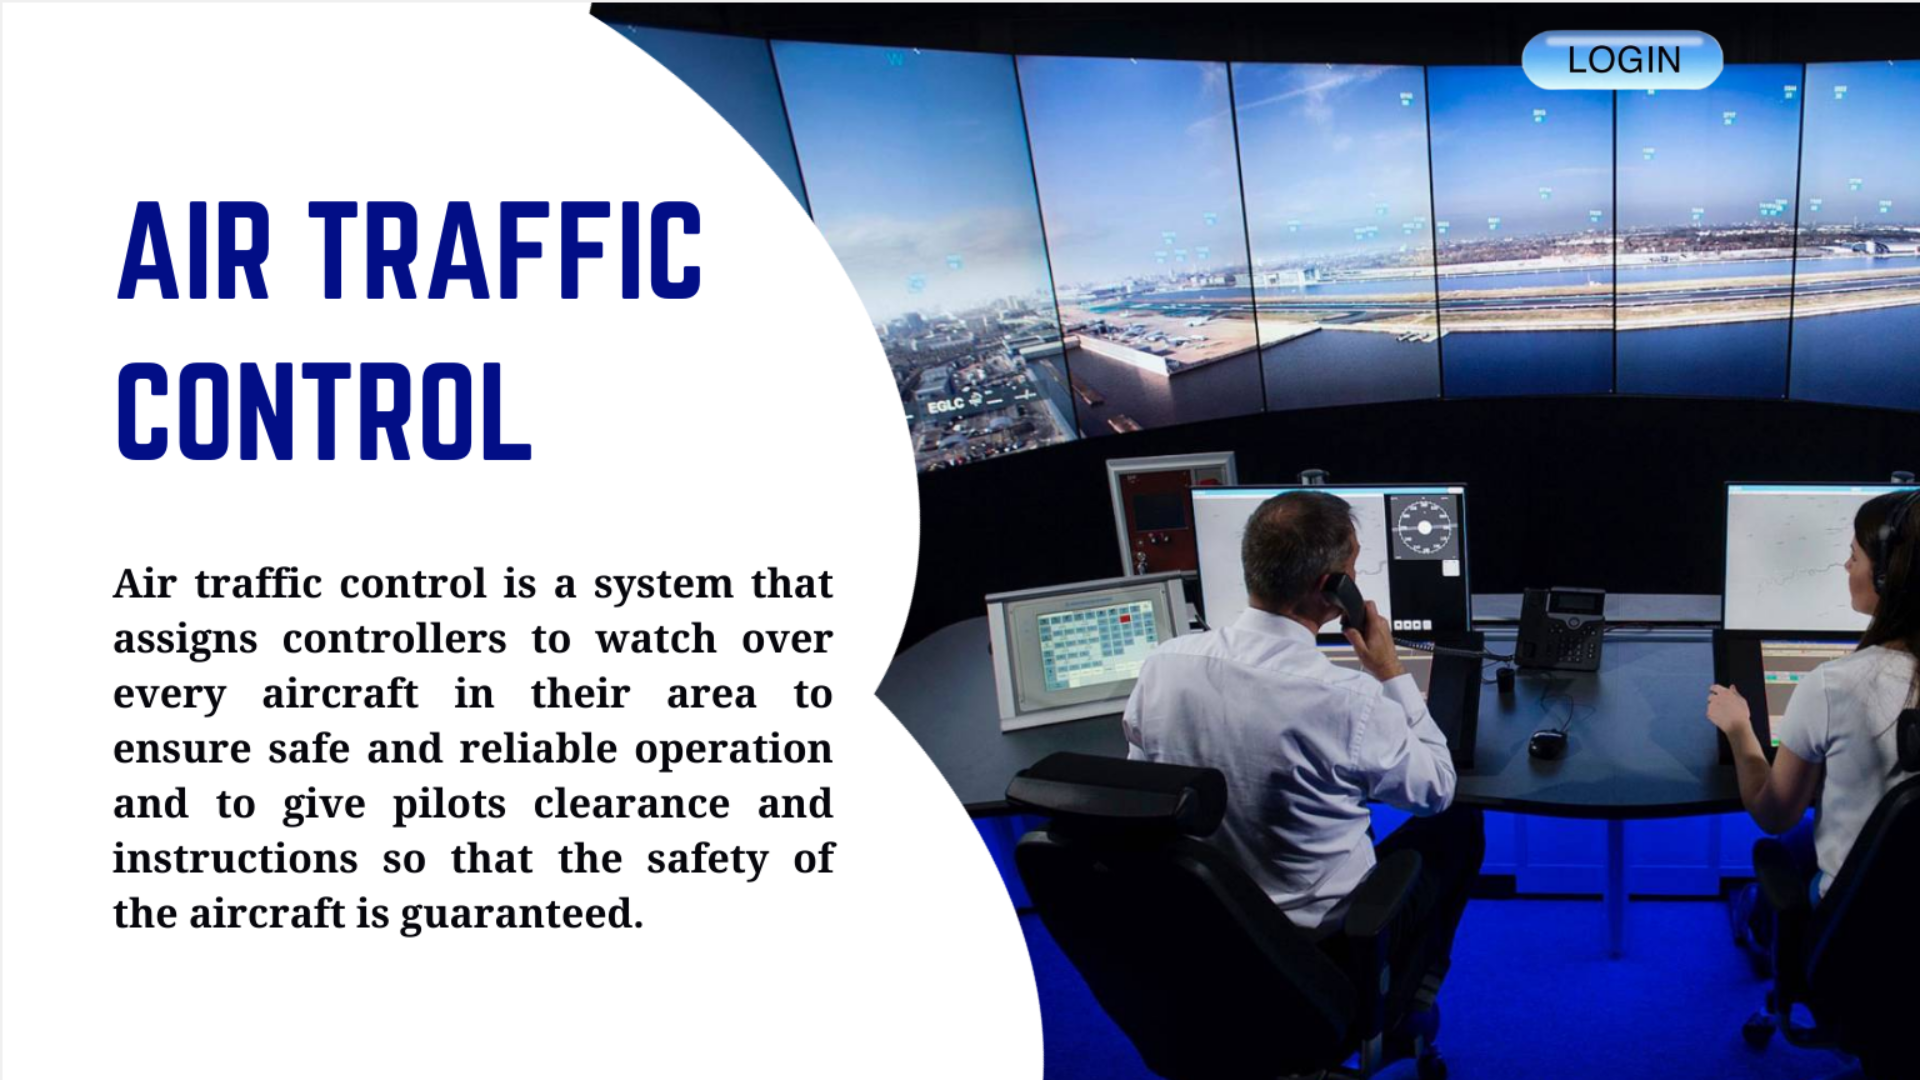 LOGIN
AIR TRAFFIC
CONTROL
EGLC
Air traffic control is a system that
assigns controllers to watch over
every aircraft in their area to
ensure safe and reliable operation
and to give pilots clearance and
instructions so that the safety of
the aircraft is guaranteed.